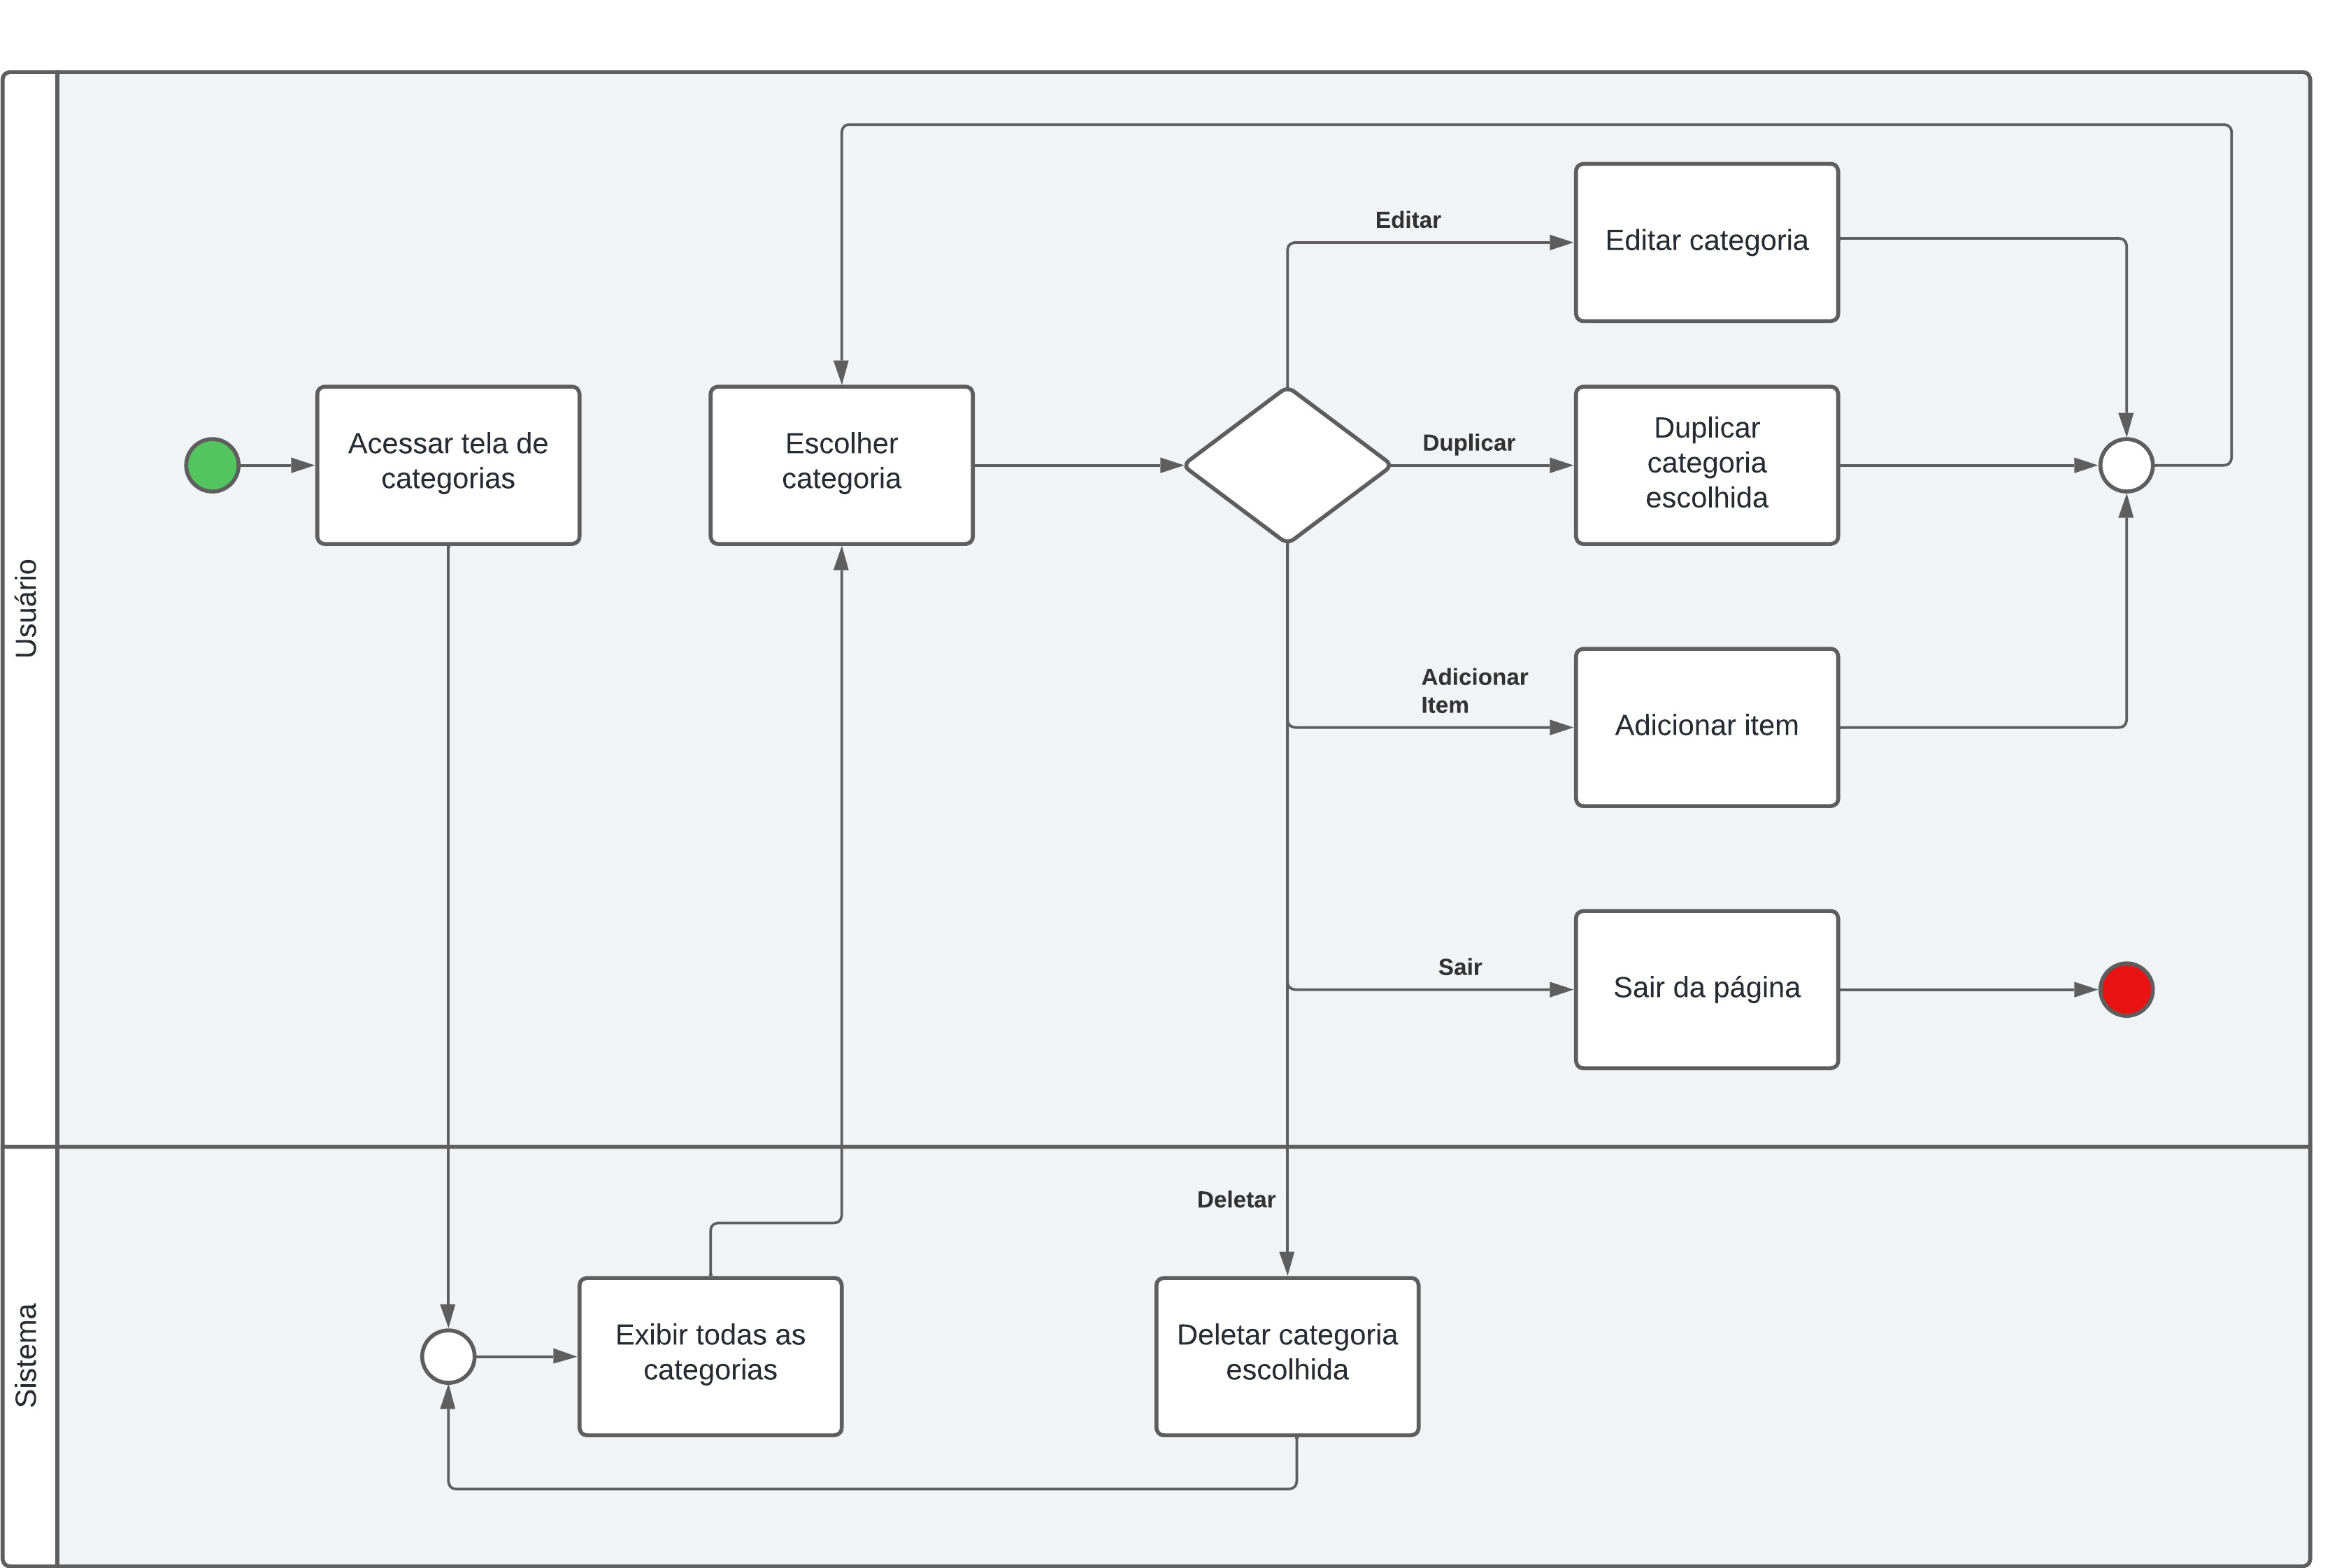 Usuário
Acessar tela de
categorias
Escolher
categoria
Editar
Editar categoria
Duplicar
Duplicar
categoria
escolhida
Adicionar
Item
Adicionar item
Sair
Sair da página
Sistema
Exibir todas as
categorias
Deletar
Deletar categoria
escolhida